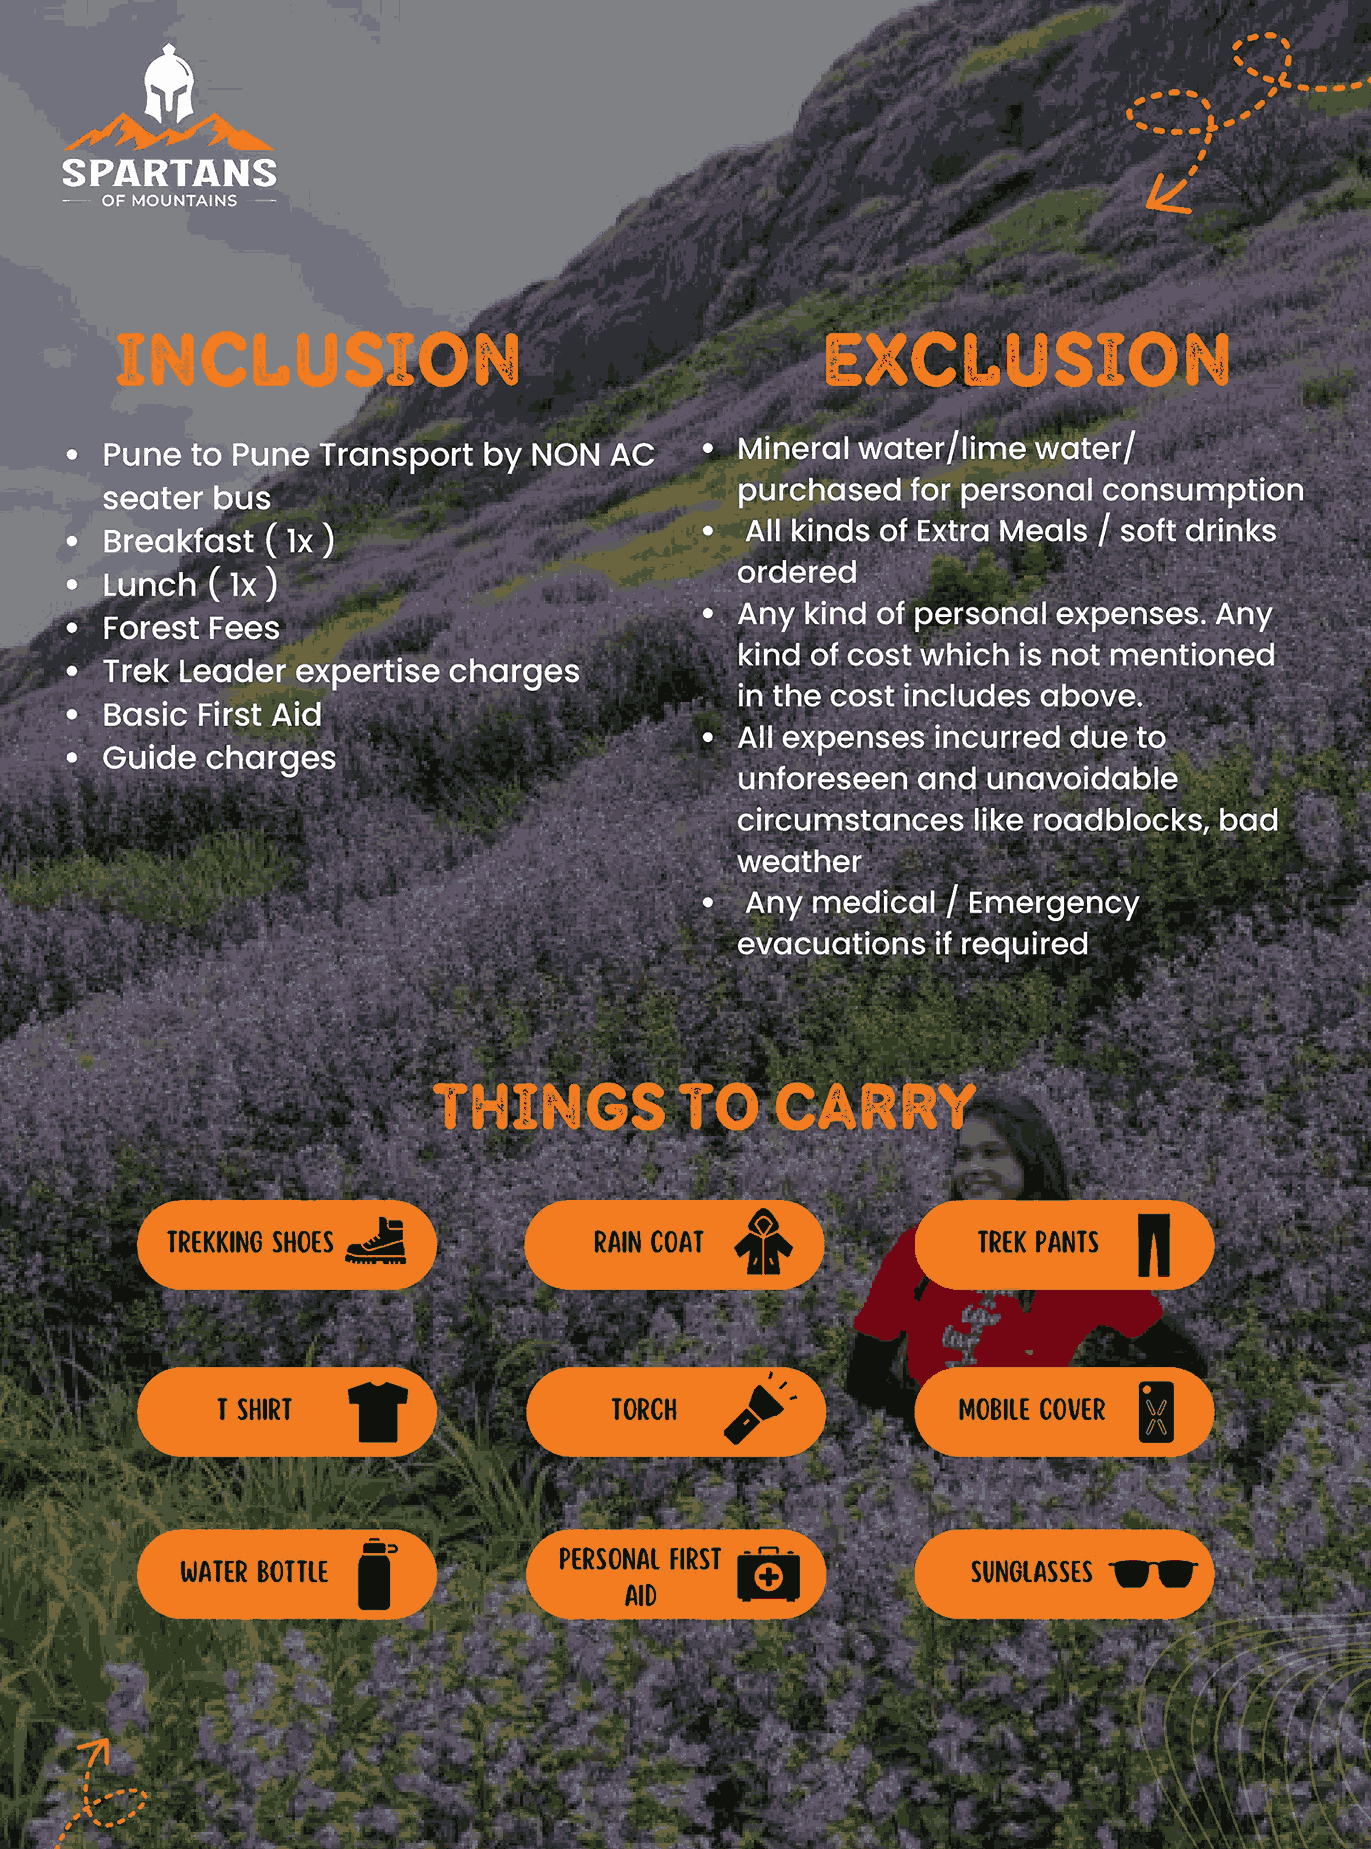 SPARTANS
OF MOUNTAINS
INCLUSION
• Pune to Pune Transport by NON AC
seater bus
• Breakfast ( 1x )
• Lunch ( 1x )
• Forest Fees
• Trek Leader expertise charges
• Basic First Aid
• Guide charges
EXCLUSION
• Mineral water/lime water/
purchased for personal consumption
• All kinds of Extra Meals / soft drinks
ordered
• Any kind of personal expenses. Any
kind of cost which is not mentioned
in the cost includes above.
• All expenses incurred due to
unforeseen and unavoidable
circumstances like roadblocks, bad
weather
• Any medical / Emergency
evacuations if required
THINGS TO CARRY
TREKKING SHOES
RAIN COAT
TREK PANTS
T SHIRT
TORCH
MOBILE COVER
WATER BOTTLE
PERSONAL FIRST
AID
SUNGLASSES